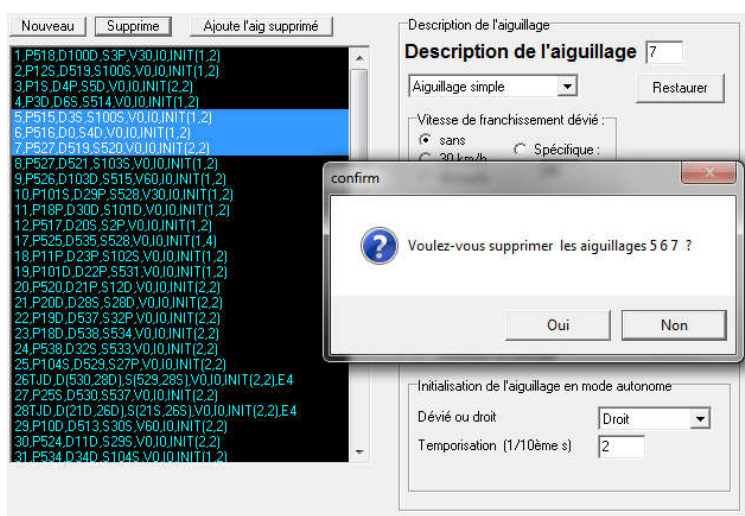 Nouveau Supprime Ajoute l'aig supprimé
1,P518,D100D,S3P,V30,I0,INIT(1,2)
2,P12S,D519,S100S,V0,I0,INIT(1,2)
3,P1S,D4P,S5D,V0,I0,INIT(2,2)
4,P3D,D6S,S514,V0,I0,INIT(1,2)
5,P515,D3S,S100S,V0,I0,INIT(1,2)
6,P516,D0,S4D,V0,I0,INIT(1,2)
7,P527,D519,S520,V0,I0,INIT(2,2)
8,P527,D521,S103S,V0,I0,INIT(1,2)
9,P526,D103D,S515,V60,I0,INIT(1,2)
10,P101S,D29P,S528,V30,I0,INIT(1,2)
11,P18P,D30D,S101D,V0,I0,INIT(1,2)
12,P517,D20S,S2P,V0,I0,INIT(1,2)
17,P525,D535,S528,V0,I0,INIT(1,4)
18,P11P,D23P,S102S,V0,I0,INIT(1,2)
19,P101D,D22P,S531,V0,I0,INIT(1,2)
20,P520,D21P,S12D,V0,I0,INIT(2,2)
21,P20D,D28S,S28D,V0,I0,INIT(2,2)
22,P19D,D537,S32P,V0,I0,INIT(2,2)
23,P18D,D538,S534,V0,I0,INIT(2,2)
24,P538,D32S,S533,V0,I0,INIT(2,2)
25,P104S,D529,S27P,V0,I0,INIT(2,2)
26TJD,D(530,28D),S(529,28S),V0,I0,INIT(2,2),E4
27,P25S,D530,S537,V0,I0,INIT(2,2)
28TJD,D(21D,26D),S(21S,26S),V0,I0,INIT(2,2),E4
29,P10D,D513,S30S,V60,I0,INIT(2,2)
30,P524,D11D,S29S,V0,I0,INIT(2,2)
31,P534,D34D,S104S,V0,I0,INIT(1,2)
Description de l'aiguillage
Description de l'aiguillage 7
Aiguillage simple Restaurer
Vitesse de franchissement dévié :
sans
30 km/h Spécifique :
confirm
Voulez-vous supprimer les aiguillages 5 6 7 ?
Oui Non
Initialisation de l'aiguillage en mode autonome
Dévié ou droit Droit
Temporisation (1/10ème s) 2